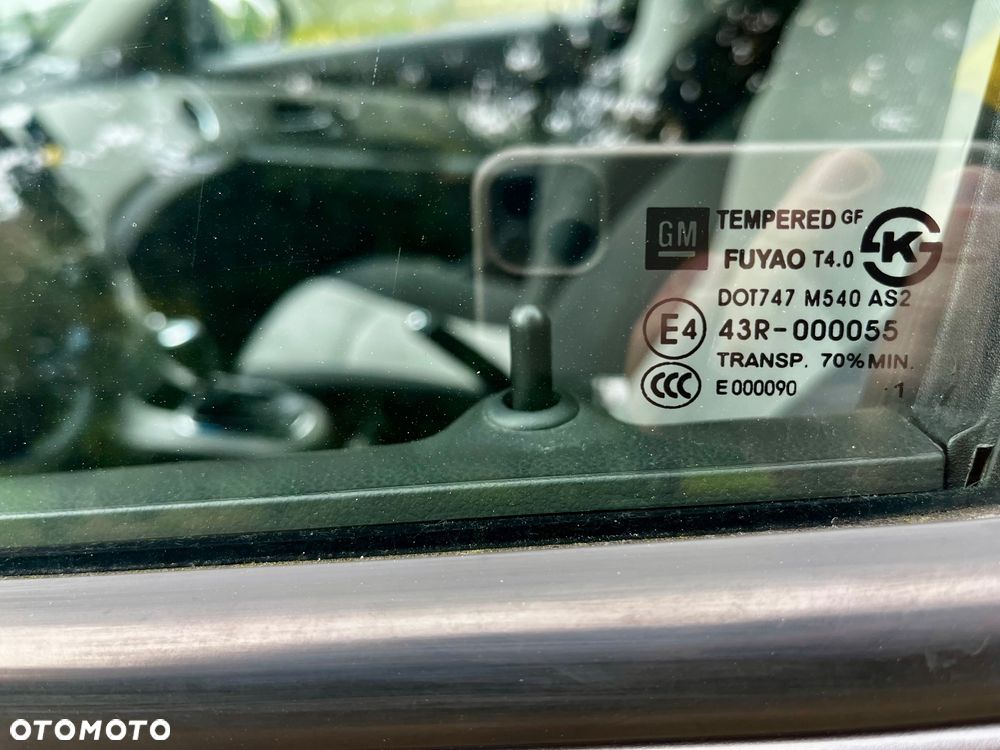 GM TEMPERED GF
FUYAO T4.0 K
DOT747 M540 AS2
E4 43R-000055
TRANSP. 70% MIN.
CCC E000090 1
OTOMOTO